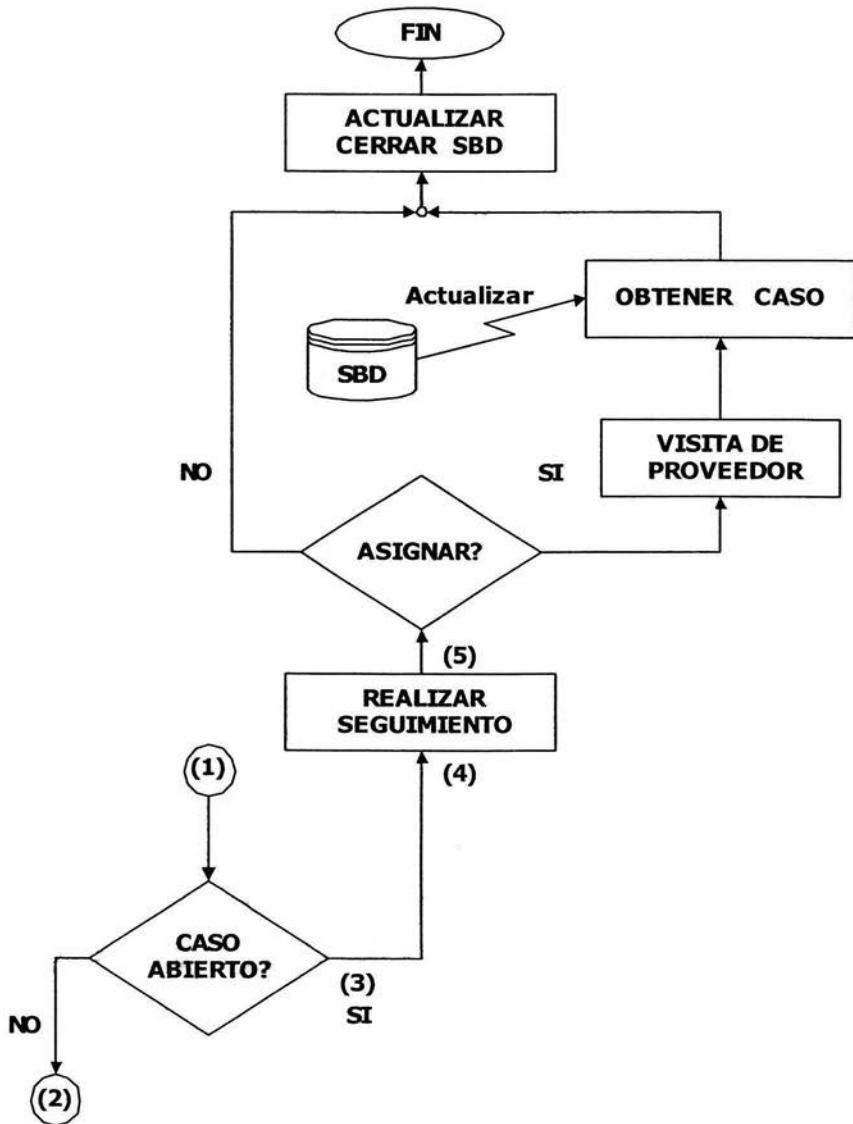 FIN
ACTUALIZAR
CERRAR SBD
Actualizar
OBTENER CASO
SBD
VISITA DE
PROVEEDOR
NO
SI
ASIGNAR?
(5)
REALIZAR
SEGUIMIENTO
(1)
(4)
CASO
ABIERTO?
(3)
SI
NO
(2)